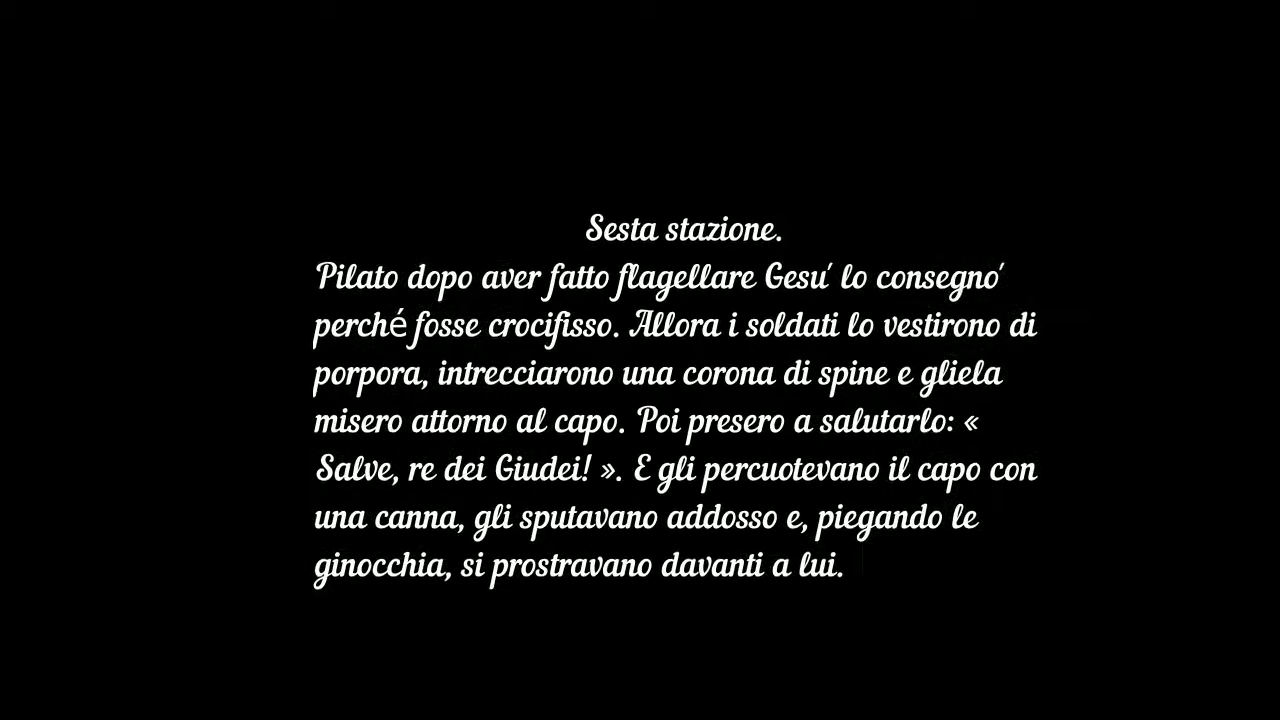 Sesta stazione.
Pilato dopo aver fatto flagellare Gesu' lo consegno'
perché fosse crocifisso. Allora i soldati lo vestirono di
porpora, intrecciarono una corona di spine e gliela
misero attorno al capo. Poi presero a salutarlo: «
Salve, re dei Giudei! ». E gli percuotevano il capo con
una canna, gli sputavano addosso e, piegando le
ginocchia, si prostravano davanti a lui.